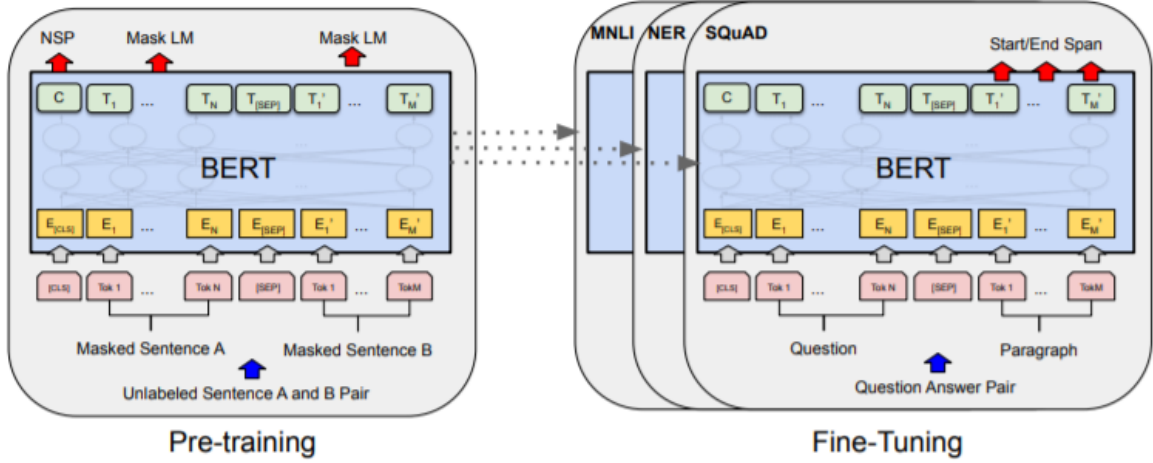 NSP Mask LM Mask LM
C T1 ... TN T[SEP] T1' ... TM'
BERT
E[CLS] E1 ... EN E[SEP] E1' ... EM'
[CLS] Tok 1 ... Tok N [SEP] Tok 1 ... TokM
Masked Sentence A Masked Sentence B
Unlabeled Sentence A and B Pair
Pre-training
MNLI NER SQuAD
Start/End Span
C T1 ... TN T[SEP] T1' ... TM'
BERT
E[CLS] E1 ... EN E[SEP] E1' ... EM'
[CLS] Tok 1 ... Tok N [SEP] Tok 1 ... TokM
Question Paragraph
Question Answer Pair
Fine-Tuning